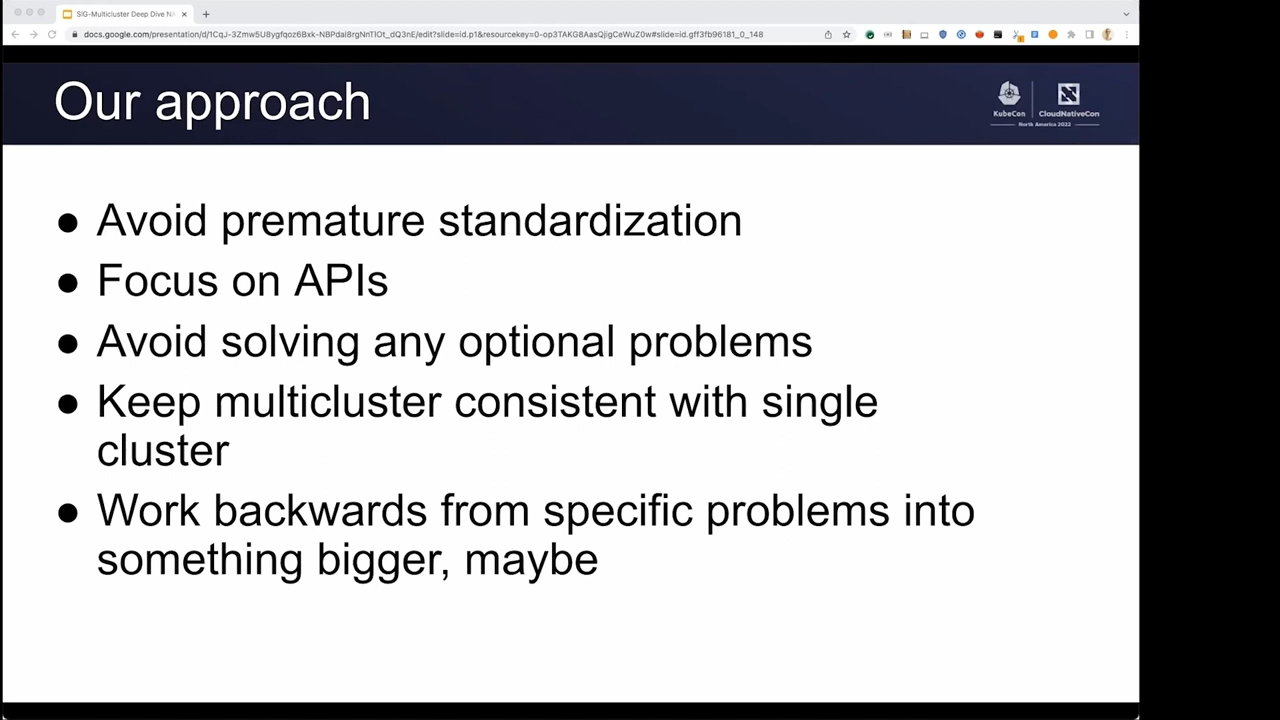 SIG-Multicluster Deep Dive NA
docs.google.com/presentation/d/1CqJ-3Zmw5U8ygfqoz6Bxk-N8Pdal8rgNnTlOt_dQ3nE/edit?slide=id.p1&resourcekey=0-op3TAKG8AasQjigCeWuZ0w#slide=id.gff3fb96181_0_148
Our approach
KubeCon
CloudNativeCon
North America 2022
● Avoid premature standardization
● Focus on APIs
● Avoid solving any optional problems
● Keep multicluster consistent with single
cluster
● Work backwards from specific problems into
something bigger, maybe